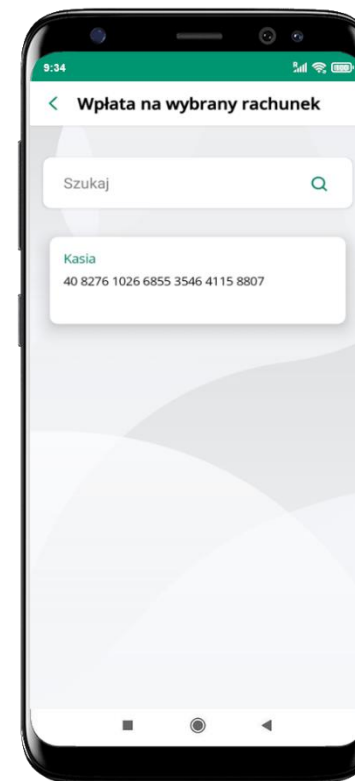 9:34
Wpłata na wybrany rachunek
Szukaj
Kasia
40 8276 1026 6855 3546 4115 8807